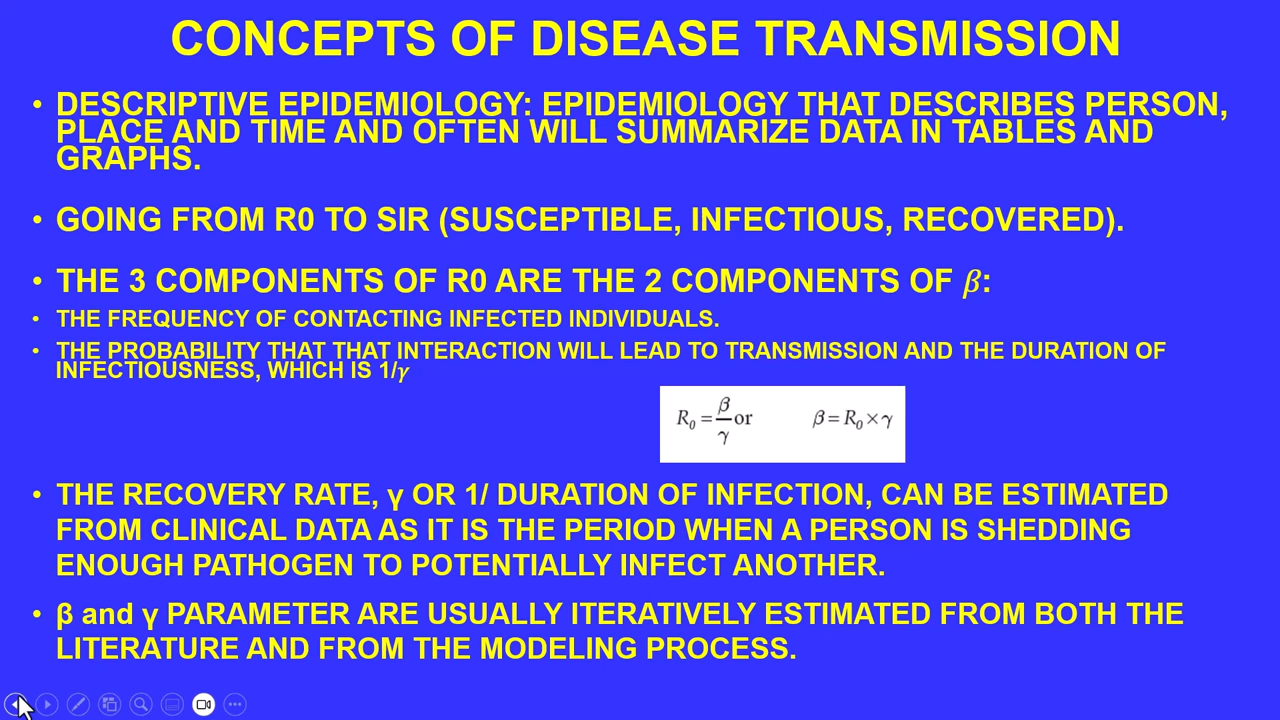 CONCEPTS OF DISEASE TRANSMISSION
• DESCRIPTIVE EPIDEMIOLOGY: EPIDEMIOLOGY THAT DESCRIBES PERSON,
PLACE AND TIME AND OFTEN WILL SUMMARIZE DATA IN TABLES AND
GRAPHS.
• GOING FROM R0 TO SIR (SUSCEPTIBLE, INFECTIOUS, RECOVERED).
• THE 3 COMPONENTS OF R0 ARE THE 2 COMPONENTS OF β:
• THE FREQUENCY OF CONTACTING INFECTED INDIVIDUALS.
• THE PROBABILITY THAT THAT INTERACTION WILL LEAD TO TRANSMISSION AND THE DURATION OF
INFECTIOUSNESS, WHICH IS 1/γ
R₀ = β/γ or β = R₀ × γ
• THE RECOVERY RATE, γ OR 1/ DURATION OF INFECTION, CAN BE ESTIMATED
FROM CLINICAL DATA AS IT IS THE PERIOD WHEN A PERSON IS SHEDDING
ENOUGH PATHOGEN TO POTENTIALLY INFECT ANOTHER.
• β and γ PARAMETER ARE USUALLY ITERATIVELY ESTIMATED FROM BOTH THE
LITERATURE AND FROM THE MODELING PROCESS.